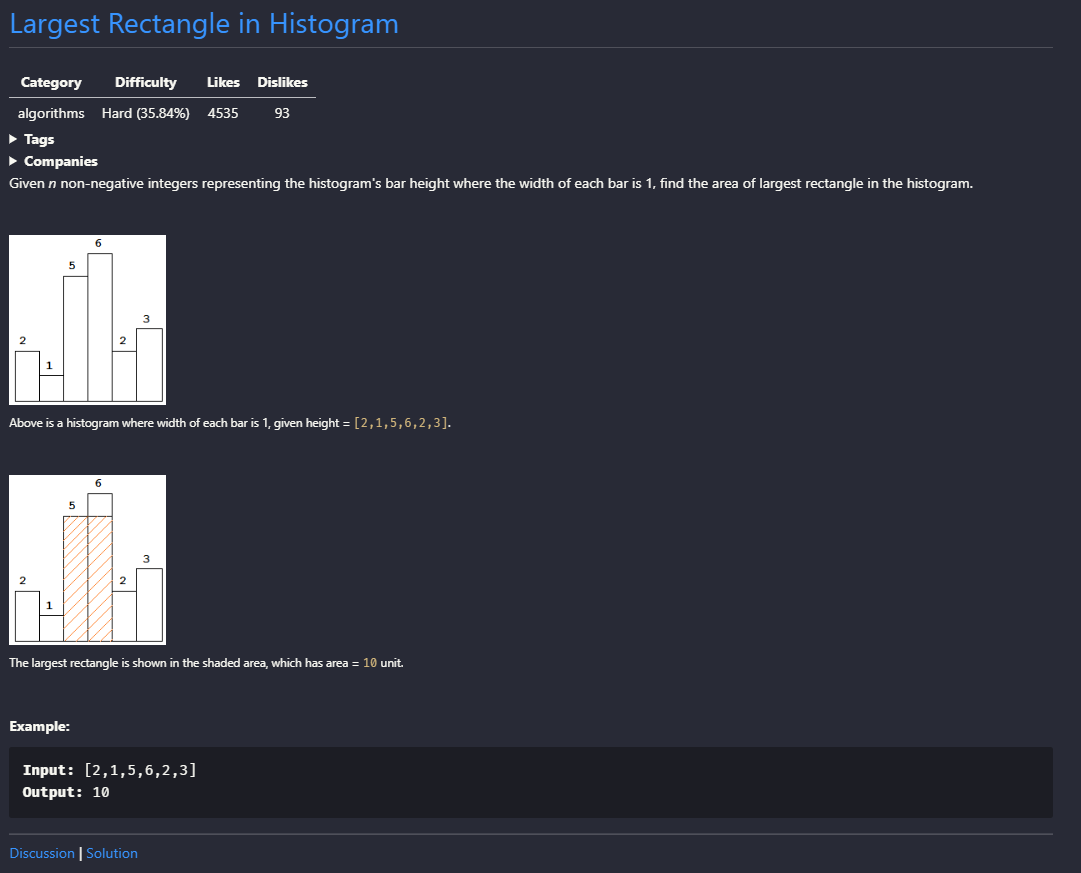 Largest Rectangle in Histogram
Category Difficulty Likes Dislikes
algorithms Hard (35.84%) 4535 93
▶ Tags
▶ Companies
Given n non-negative integers representing the histogram's bar height where the width of each bar is 1, find the area of largest rectangle in the histogram.
6
5
3
2 2
1
Above is a histogram where width of each bar is 1, given height = [2,1,5,6,2,3].
6
5
3
2 2
1
The largest rectangle is shown in the shaded area, which has area = 10 unit.
Example:
Input: [2,1,5,6,2,3]
Output: 10
Discussion | Solution